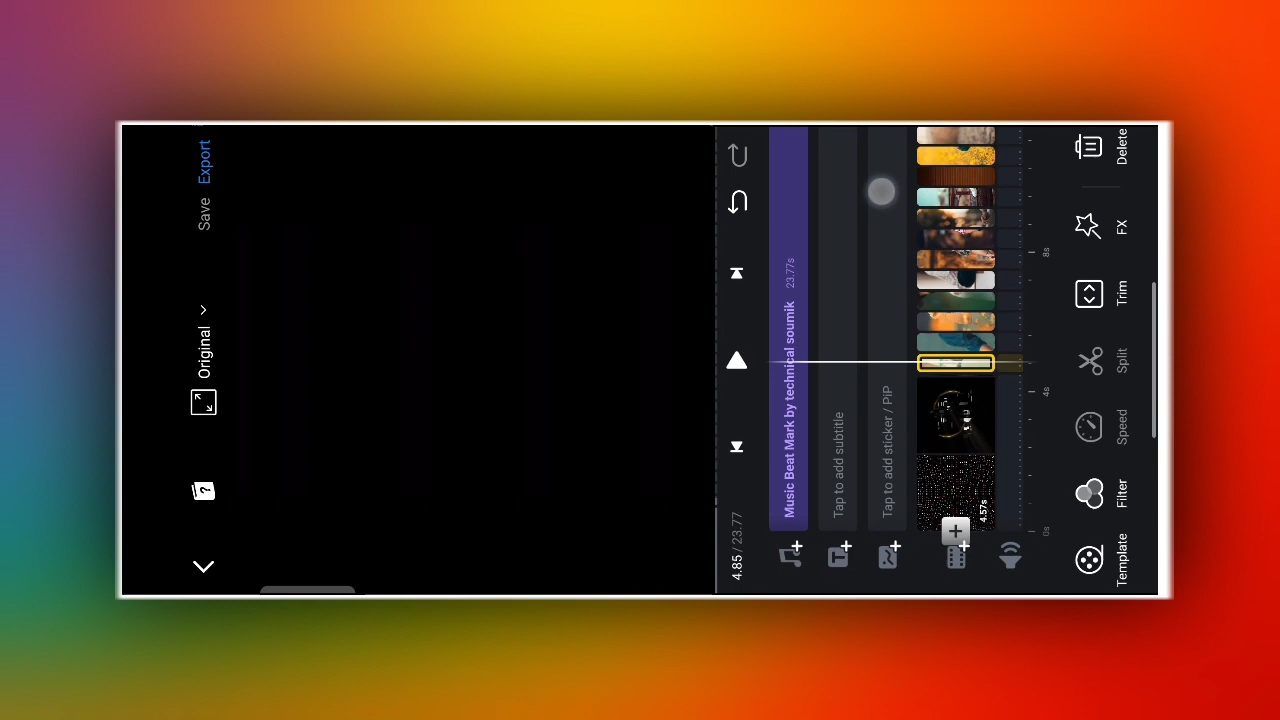 Original
Save
Export
4.85 / 23.77
Music Beat Mark by technical soumik 23.77s
Tap to add subtitle
Tap to add sticker / PiP
4.57s
0s
4s
8s
Template
Filter
Speed
Split
Trim
FX
Delete